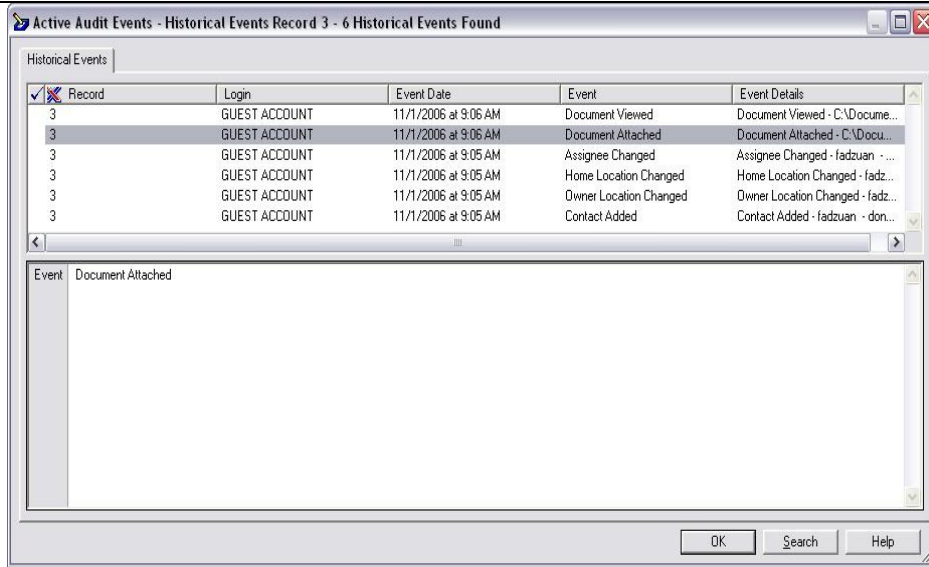 Active Audit Events - Historical Events Record 3 - 6 Historical Events Found
Historical Events
Record Login Event Date Event Event Details
3 GUEST ACCOUNT 11/1/2006 at 9:06 AM Document Viewed Document Viewed - C:\Docume...
3 GUEST ACCOUNT 11/1/2006 at 9:06 AM Document Attached Document Attached - C:\Docu...
3 GUEST ACCOUNT 11/1/2006 at 9:05 AM Assignee Changed Assignee Changed - fadzuan - ...
3 GUEST ACCOUNT 11/1/2006 at 9:05 AM Home Location Changed Home Location Changed - fadz...
3 GUEST ACCOUNT 11/1/2006 at 9:05 AM Owner Location Changed Owner Location Changed - fadz...
3 GUEST ACCOUNT 11/1/2006 at 9:05 AM Contact Added Contact Added - fadzuan - don...
Event Document Attached
OK Search Help